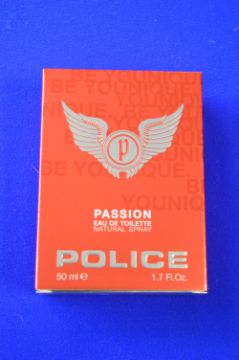 BE YOUNIQUE.
P
PASSION
EAU DE TOILETTE
NATURAL SPRAY
POLICE
50 ml ℮ 1.7 Fl.Oz.